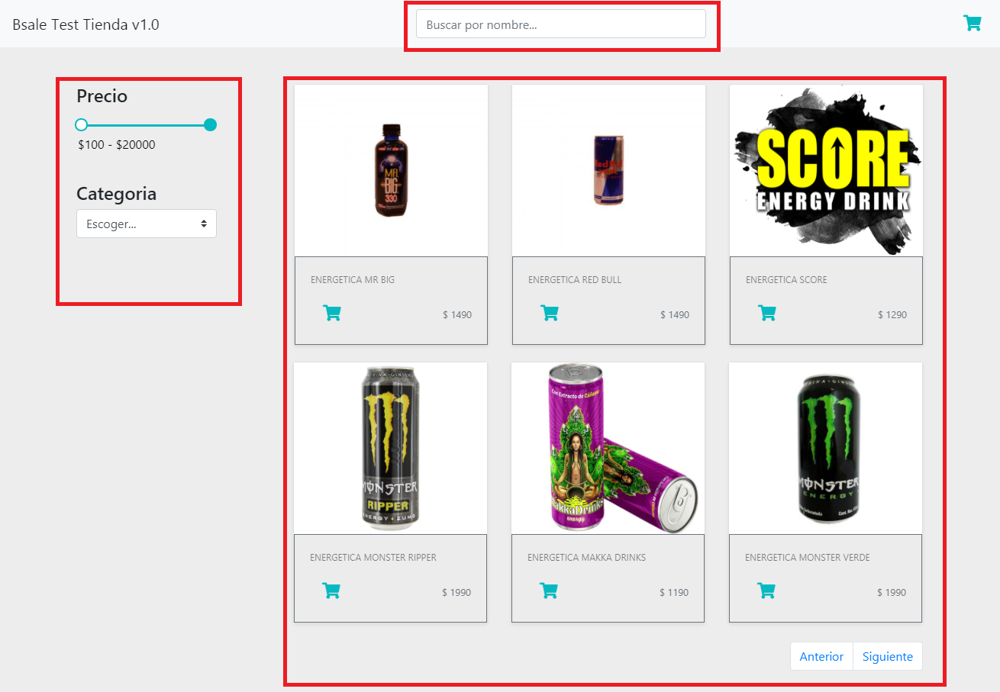 Bsale Test Tienda v1.0
Buscar por nombre...
Precio
$100 - $20000
Categoria
Escoger...
MR.
BIG
330
Red Bull
SCORE
ENERGY DRINK
ENERGETICA MR BIG
$ 1490
ENERGETICA RED BULL
$ 1490
ENERGETICA SCORE
$ 1290
MONSTER
RIPPER
ENERGY + ZUMO
Con Extracto de Cáñamo
MakkaDrinks
energy
MONSTER
ENERGY
ENERGETICA MONSTER RIPPER
$ 1990
ENERGETICA MAKKA DRINKS
$ 1190
ENERGETICA MONSTER VERDE
$ 1990
Anterior
Siguiente